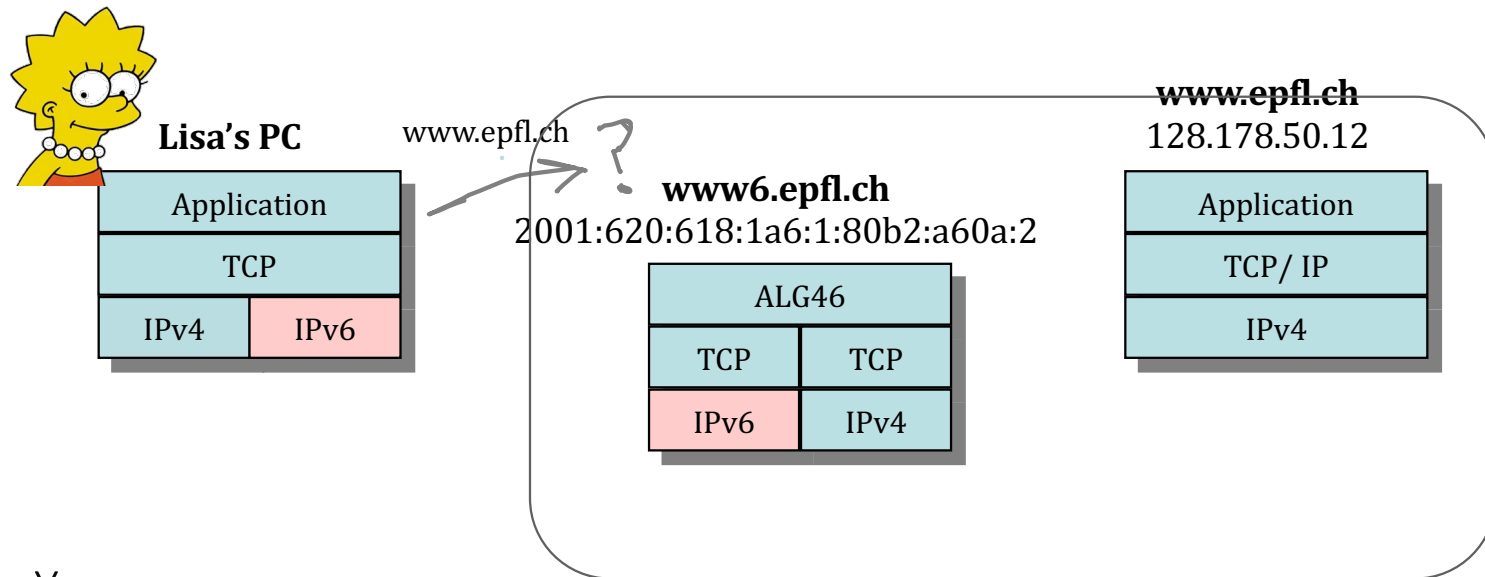 www.epfl.ch
Lisa's PC
www.epfl.ch
?
128.178.50.12
www6.epfl.ch
2001:620:618:1a6:1:80b2:a60a:2
Application
TCP
IPv4
IPv6
ALG46
TCP
TCP
IPv6
IPv4
Application
TCP/ IP
IPv4